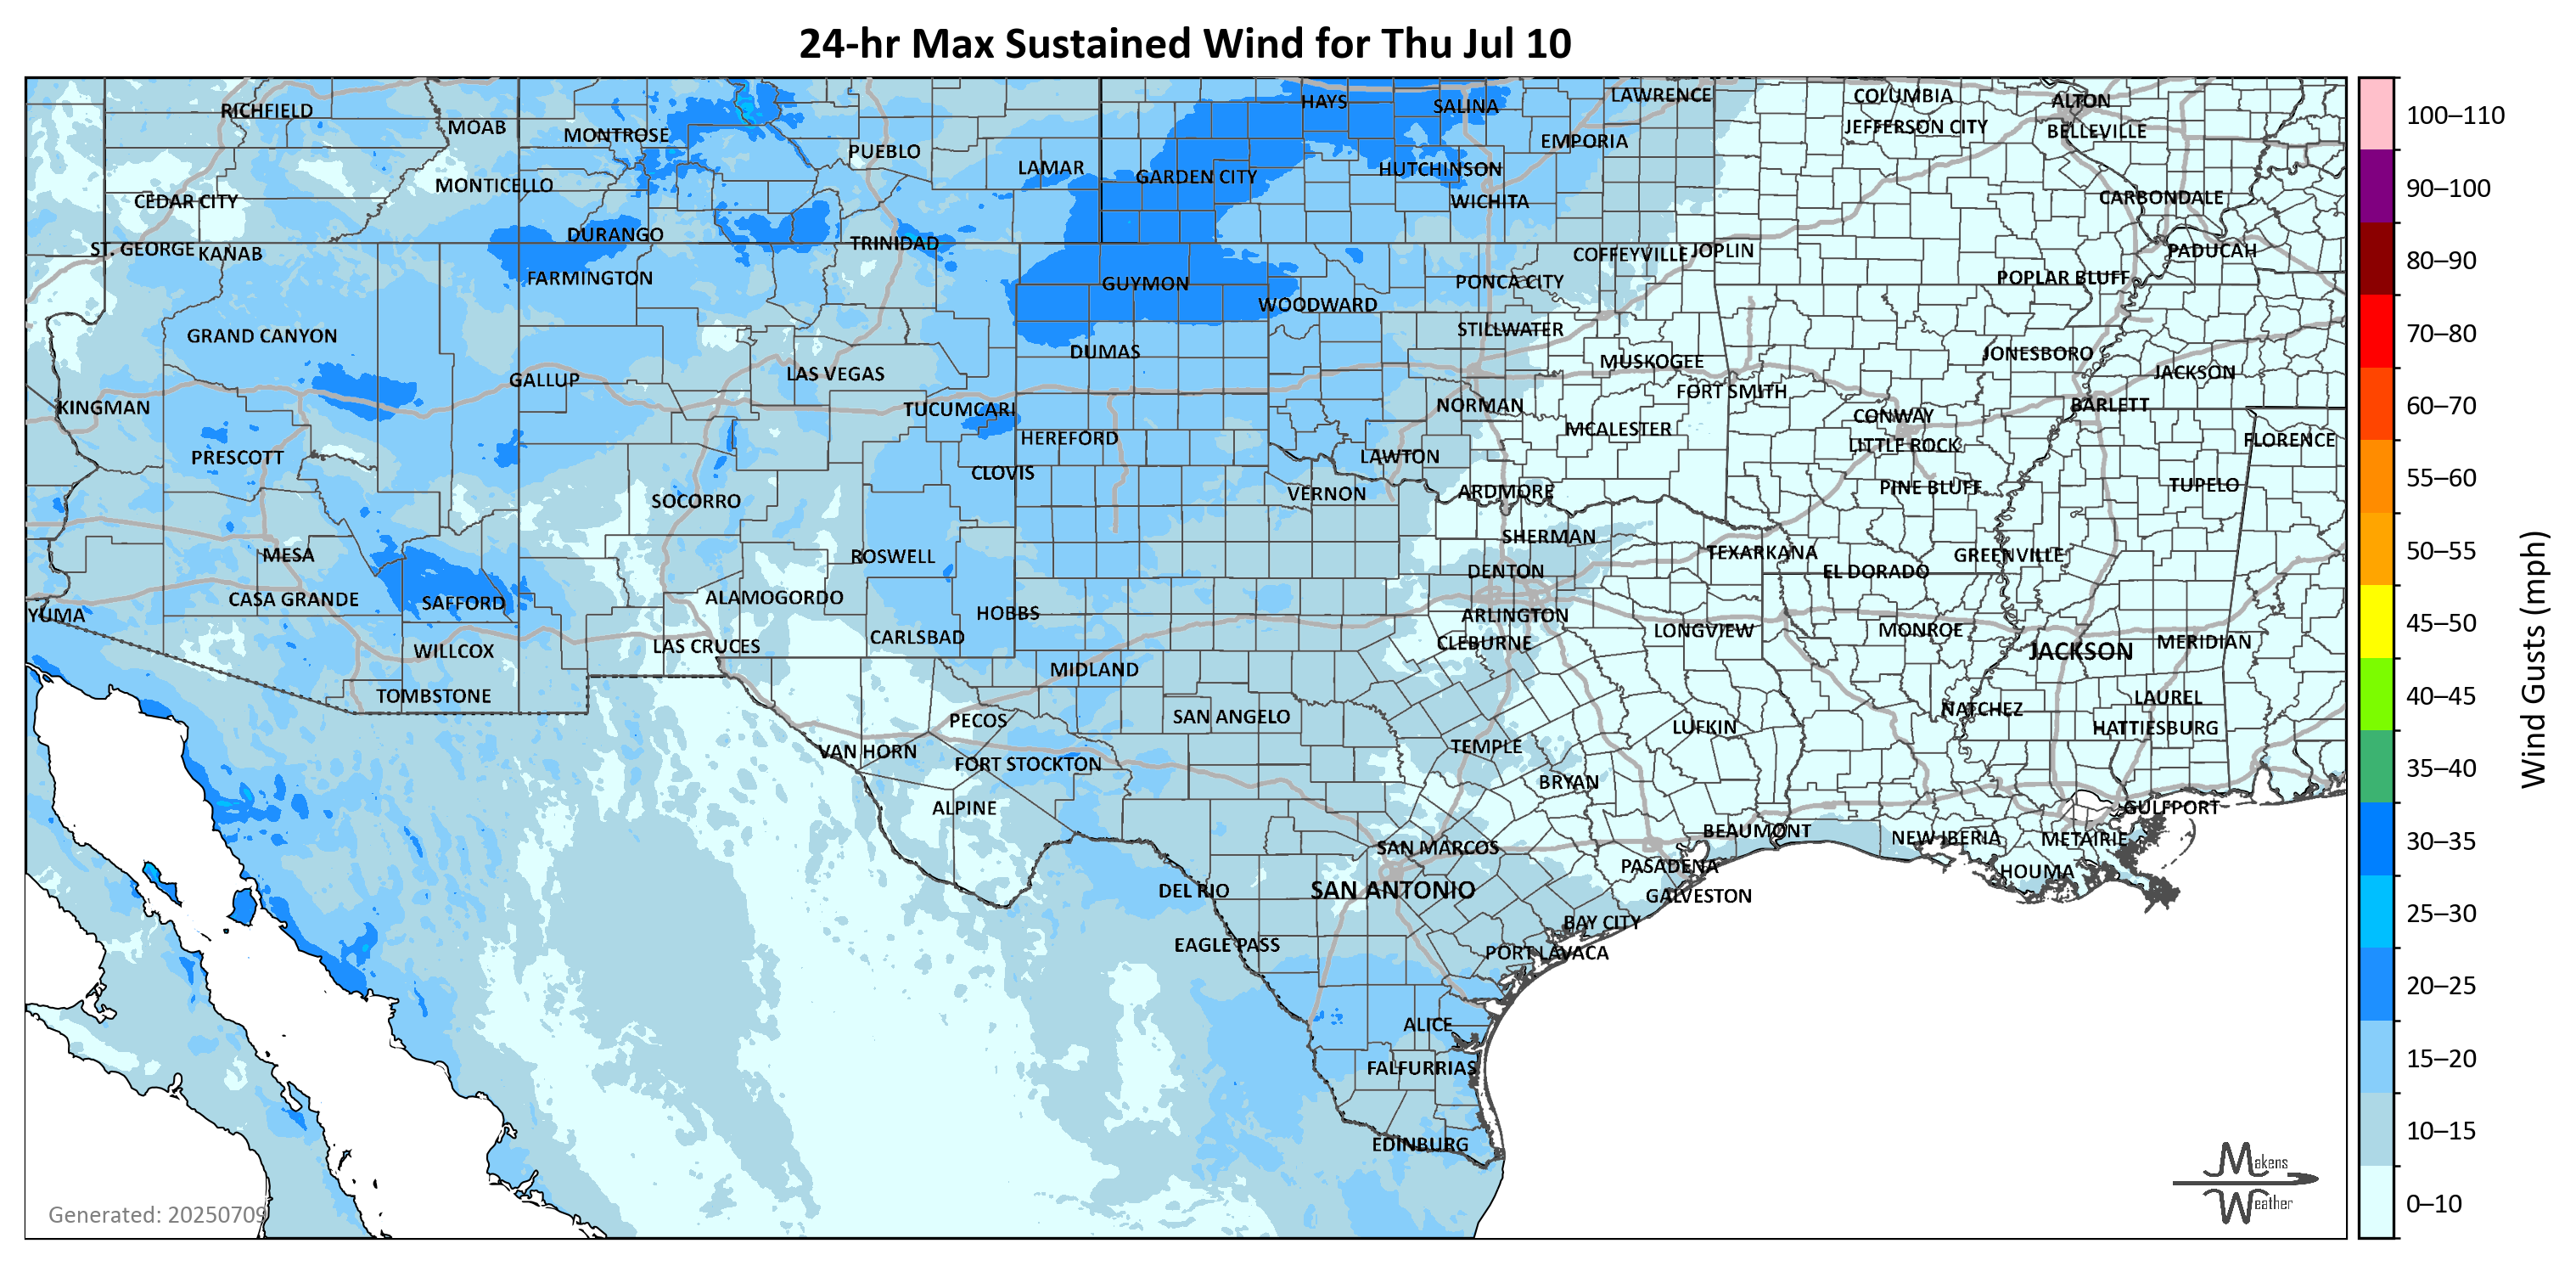 24-hr Max Sustained Wind for Thu Jul 10
RICHFIELD
MOAB
MONTROSE
PUEBLO
LAMAR
HAYS
SALINA
LAWRENCE
COLUMBIA
ALTON
JEFFERSON CITY
BELLEVILLE
EMPORIA
GARDEN CITY
HUTCHINSON
MONTICELLO
CEDAR CITY
WICHITA
CARBONDALE
DURANGO
TRINIDAD
ST. GEORGE
KANAB
COFFEYVILLE
JOPLIN
PADUCAH
FARMINGTON
GUYMON
PONCA CITY
POPLAR BLUFF
WOODWARD
GRAND CANYON
STILLWATER
DUMAS
MUSKOGEE
JONESBORO
GALLUP
LAS VEGAS
JACKSON
KINGMAN
TUCUMCARI
NORMAN
FORT SMITH
CONWAY
BARLETT
HEREFORD
MCALESTER
LITTLE ROCK
FLORENCE
PRESCOTT
CLOVIS
LAWTON
SOCORRO
VERNON
ARDMORE
PINE BLUFF
TUPELO
MESA
ROSWELL
SHERMAN
TEXARKANA
GREENVILLE
DENTON
EL DORADO
CASA GRANDE
SAFFORD
ALAMOGORDO
YUMA
HOBBS
ARLINGTON
CARLSBAD
CLEBURNE
LONGVIEW
MONROE
MERIDIAN
WILLCOX
LAS CRUCES
JACKSON
MIDLAND
TOMBSTONE
LAUREL
PECOS
SAN ANGELO
NATCHEZ
HATTIESBURG
LUFKIN
VAN HORN
TEMPLE
FORT STOCKTON
BRYAN
ALPINE
GULFPORT
BEAUMONT
NEW IBERIA
METAIRIE
SAN MARCOS
PASADENA
HOUMA
DEL RIO
SAN ANTONIO
GALVESTON
BAY CITY
EAGLE PASS
PORT LAVACA
ALICE
FALFURRIAS
EDINBURG
Generated: 20250709
Makens
Weather
100–110
90–100
80–90
70–80
60–70
55–60
50–55
45–50
40–45
35–40
30–35
25–30
20–25
15–20
10–15
0–10
Wind Gusts (mph)